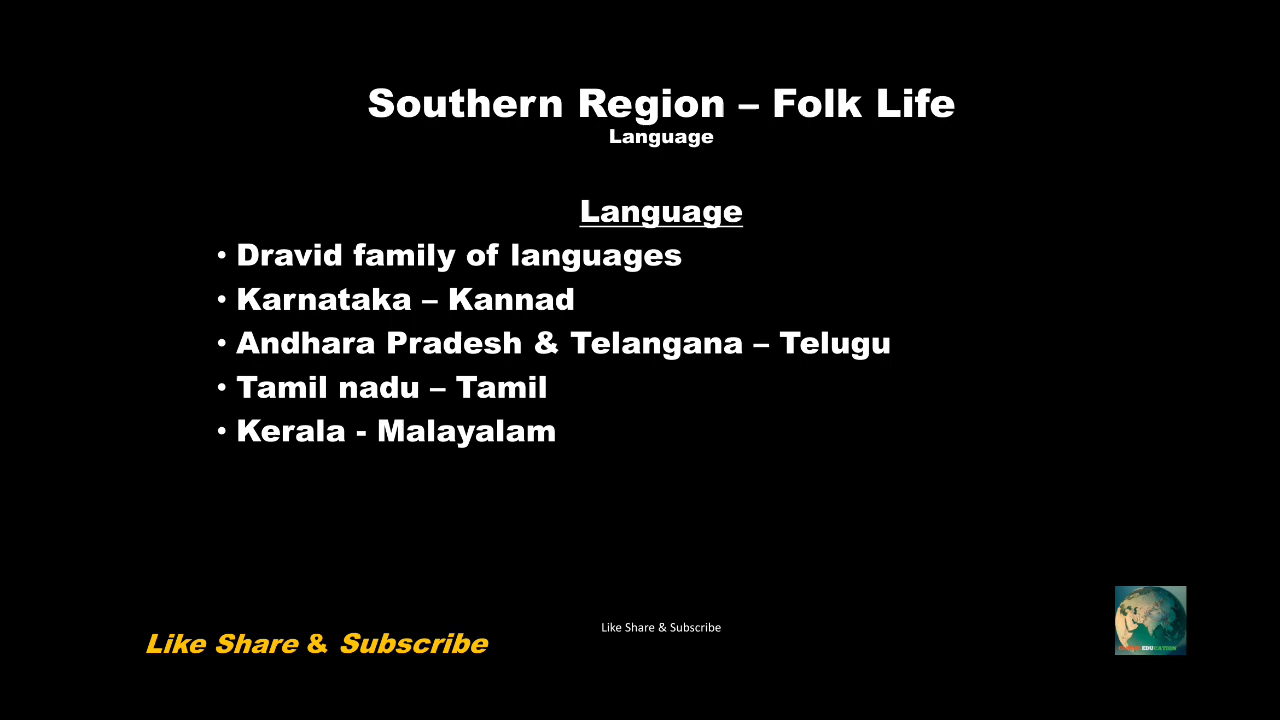 Southern Region – Folk Life
Language
Language
• Dravid family of languages
• Karnataka – Kannad
• Andhara Pradesh & Telangana – Telugu
• Tamil nadu – Tamil
• Kerala - Malayalam
Like Share & Subscribe
Like Share & Subscribe
EDUCATION